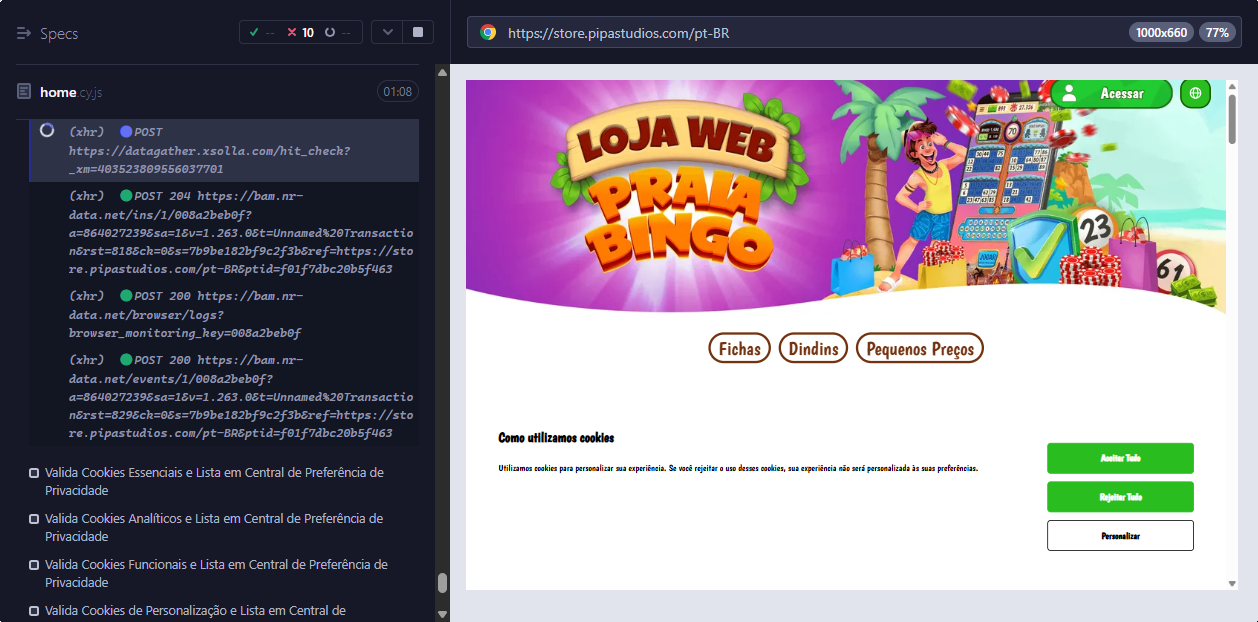 Specs
-- 10 --
home.cy.js
01:08
(xhr) POST
https://datagather.xsolla.com/hit_check?
_xm=403523809556037701
(xhr) POST 204 https://bam.nr-
data.net/ins/1/008a2beb0f?
a=864027239&sa=1&v=1.263.0&t=Unnamed%20Transactio
n&rst=818&ck=0&s=7b9be182bf9c2f3b&ref=https://sto
re.pipastudios.com/pt-BR&ptid=f01f7dbc20b5f463
(xhr) POST 200 https://bam.nr-
data.net/browser/logs?
browser_monitoring_key=008a2beb0f
(xhr) POST 200 https://bam.nr-
data.net/events/1/008a2beb0f?
a=864027239&sa=1&v=1.263.0&t=Unnamed%20Transactio
n&rst=829&ck=0&s=7b9be182bf9c2f3b&ref=https://sto
re.pipastudios.com/pt-BR&ptid=f01f7dbc20b5f463
Valida Cookies Essenciais e Lista em Central de Preferência de
Privacidade
Valida Cookies Analíticos e Lista em Central de Preferência de
Privacidade
Valida Cookies Funcionais e Lista em Central de Preferência de
Privacidade
Valida Cookies de Personalização e Lista em Central de
https://store.pipastudios.com/pt-BR
1000x660
77%
Acessar
LOJA WEB
PRAIA
BINGO
70
23
61
Fichas
Dindins
Pequenos Preços
Como utilizamos cookies
Utilizamos cookies para personalizar sua experiência. Se você rejeitar o uso desses cookies, sua experiência não será personalizada às suas preferências.
Aceitar Tudo
Rejeitar Tudo
Personalizar